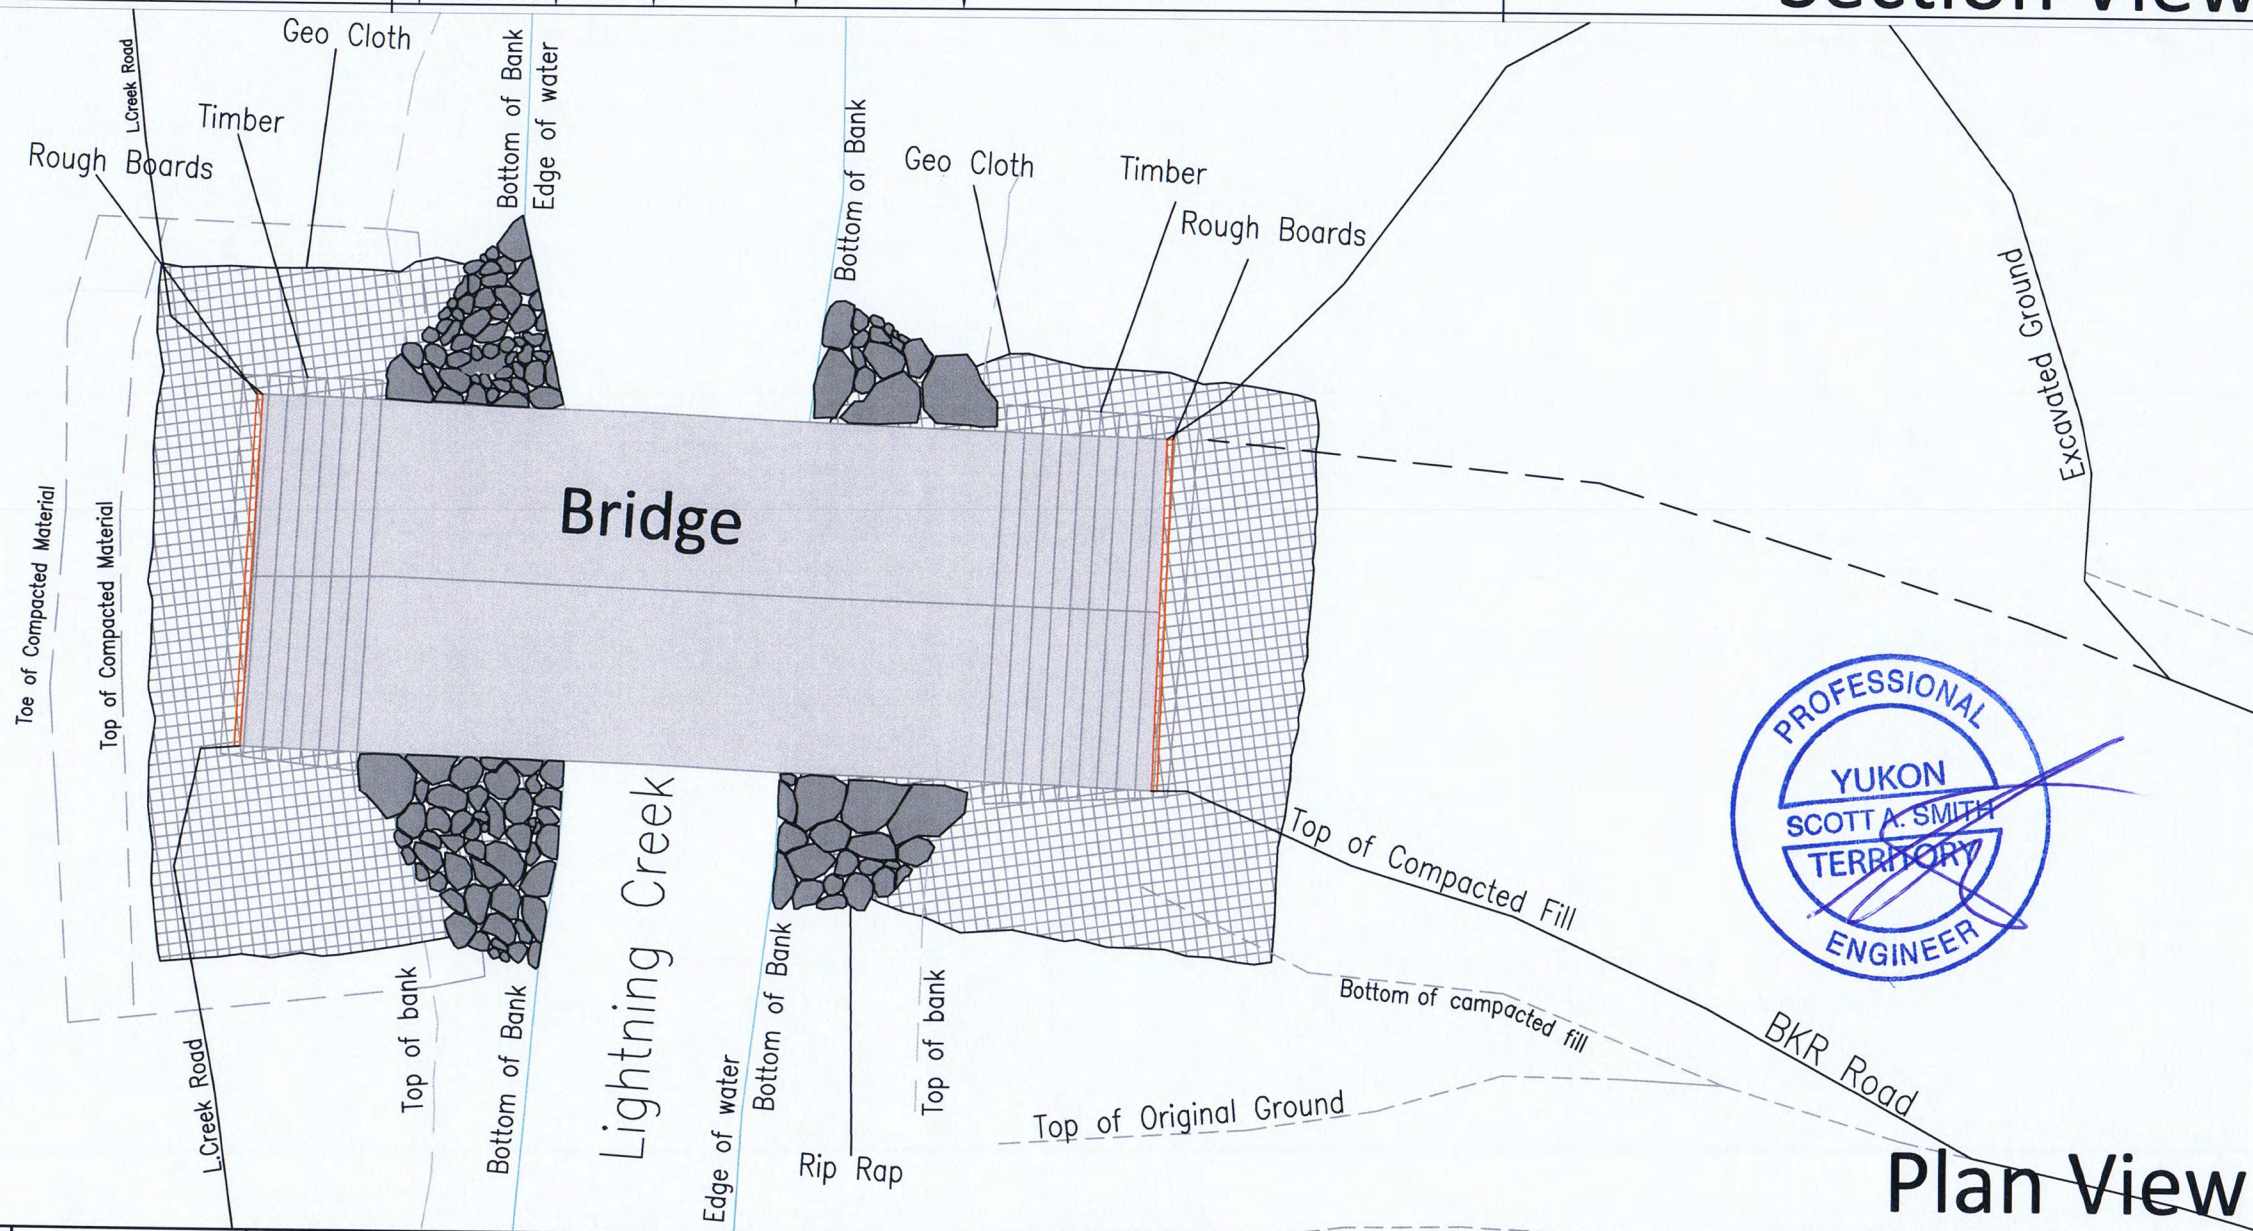 Section View
L.Creek Road
Geo Cloth
Timber
Rough Boards
Bottom of Bank
Edge of water
Bottom of Bank
Geo Cloth
Timber
Rough Boards
Excavated Ground
Toe of Compacted Material
Top of Compacted Material
Bridge
PROFESSIONAL
YUKON
SCOTT A. SMITH
TERRITORY
ENGINEER
Lightning Creek
Top of Compacted Fill
Bottom of campacted fill
BKR Road
L.Creek Road
Top of bank
Bottom of Bank
Edge of water
Bottom of Bank
Top of bank
Top of Original Ground
Rip Rap
Plan View